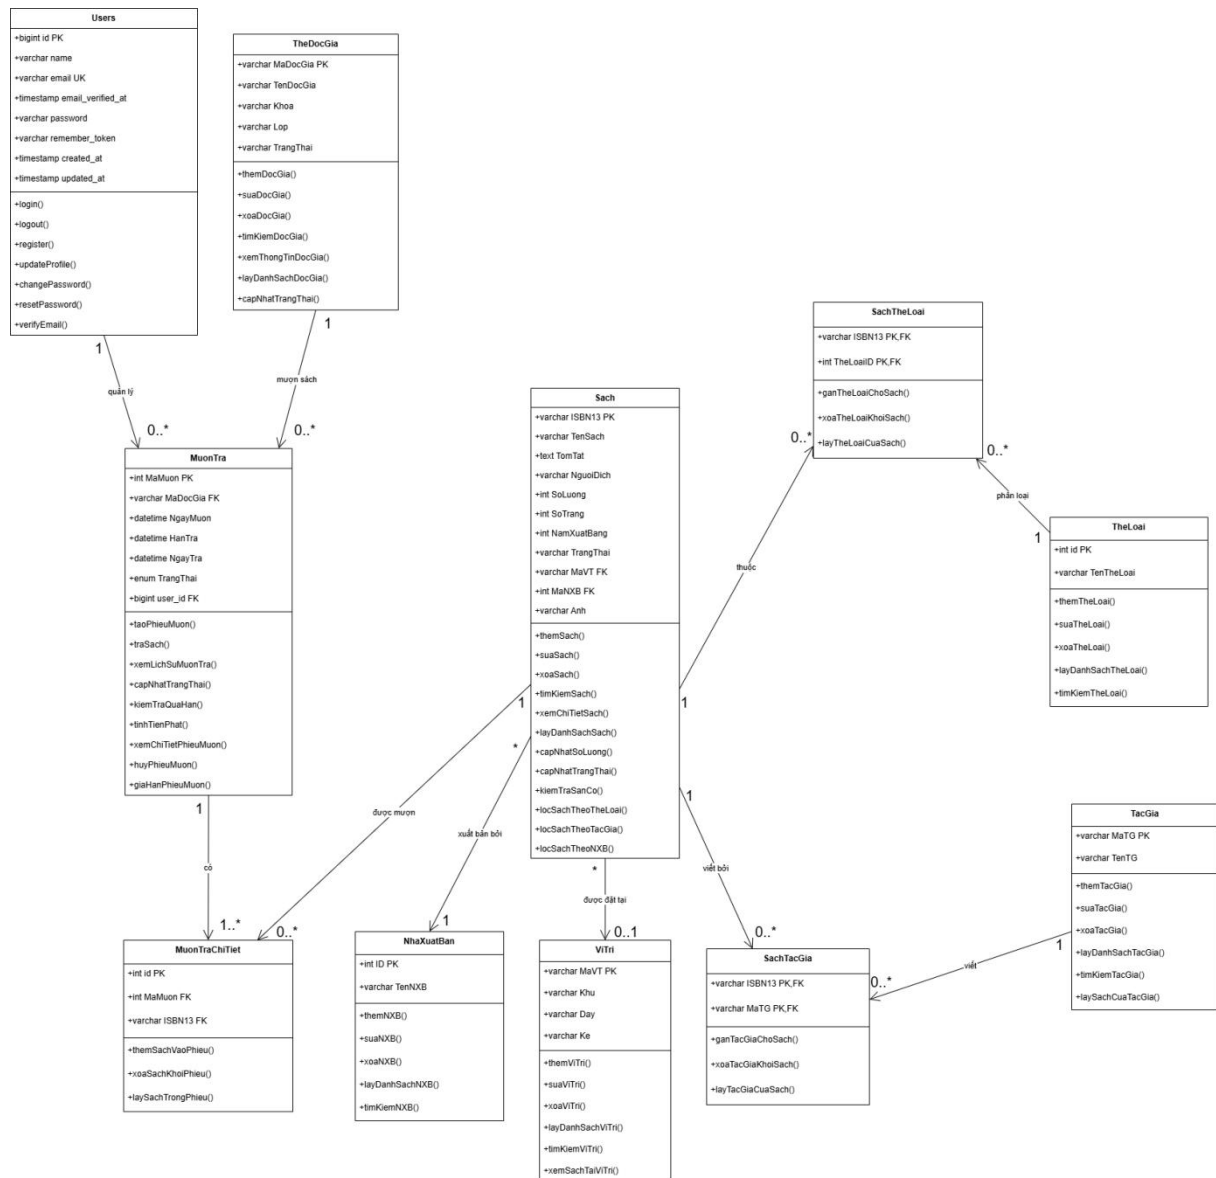 Users
+bigint id PK
+varchar name
+varchar email UK
+timestamp email_verified_at
+varchar password
+varchar remember_token
+timestamp created_at
+timestamp updated_at
+login()
+logout()
+register()
+updateProfile()
+changePassword()
+resetPassword()
+verifyEmail()
1
quản lý
0..*
TheDocGia
+varchar MaDocGia PK
+varchar TenDocGia
+varchar Khoa
+varchar Lop
+varchar TrangThai
+themDocGia()
+suaDocGia()
+xoaDocGia()
+timKiemDocGia()
+xemThongTinDocGia()
+layDanhSachDocGia()
+capNhatTrangThai()
1
mượn sách
0..*
MuonTra
+int MaMuon PK
+varchar MaDocGia FK
+datetime NgayMuon
+datetime HanTra
+datetime NgayTra
+enum TrangThai
+bigint user_id FK
+taoPhieuMuon()
+traSach()
+xemLichSuMuonTra()
+capNhatTrangThai()
+kiemTraQuaHan()
+tinhTienPhat()
+xemChiTietPhieuMuon()
+huyPhieuMuon()
+giaHanPhieuMuon()
1
có
1..*
Sach
+varchar ISBN13 PK
+varchar TenSach
+text TomTat
+varchar NguoiDich
+int SoLuong
+int SoTrang
+int NamXuatBang
+varchar TrangThai
+varchar MaVT FK
+int MaNXB FK
+varchar Anh
+themSach()
+suaSach()
+xoaSach()
+timKiemSach()
+xemChiTietSach()
+layDanhSachSach()
+capNhatSoLuong()
+capNhatTrangThai()
+kiemTraSanCo()
+locSachTheoTheLoai()
+locSachTheoTacGia()
+locSachTheoNXB()
1
được mượn
0..*
*
xuất bản bởi
1
*
được đặt tại
0..1
1
thuộc
0..*
1
viết bởi
0..*
SachTheLoai
+varchar ISBN13 PK,FK
+int TheLoaiID PK,FK
+ganTheLoaiChoSach()
+xoaTheLoaiKhoiSach()
+layTheLoaiCuaSach()
0..*
phân loại
1
TheLoai
+int id PK
+varchar TenTheLoai
+themTheLoai()
+suaTheLoai()
+xoaTheLoai()
+layDanhSachTheLoai()
+timKiemTheLoai()
TacGia
+varchar MaTG PK
+varchar TenTG
+themTacGia()
+suaTacGia()
+xoaTacGia()
+layDanhSachTacGia()
+timKiemTacGia()
+laySachCuaTacGia()
1
viết
0..*
MuonTraChiTiet
+int id PK
+int MaMuon FK
+varchar ISBN13 FK
+themSachVaoPhieu()
+xoaSachKhoiPhieu()
+laySachTrongPhieu()
NhaXuatBan
+int ID PK
+varchar TenNXB
+themNXB()
+suaNXB()
+xoaNXB()
+layDanhSachNXB()
+timKiemNXB()
ViTri
+varchar MaVT PK
+varchar Khu
+varchar Day
+varchar Ke
+themViTri()
+suaViTri()
+xoaViTri()
+layDanhSachViTri()
+timKiemViTri()
+xemSachTaiViTri()
SachTacGia
+varchar ISBN13 PK,FK
+varchar MaTG PK,FK
+ganTacGiaChoSach()
+xoaTacGiaKhoiSach()
+layTacGiaCuaSach()